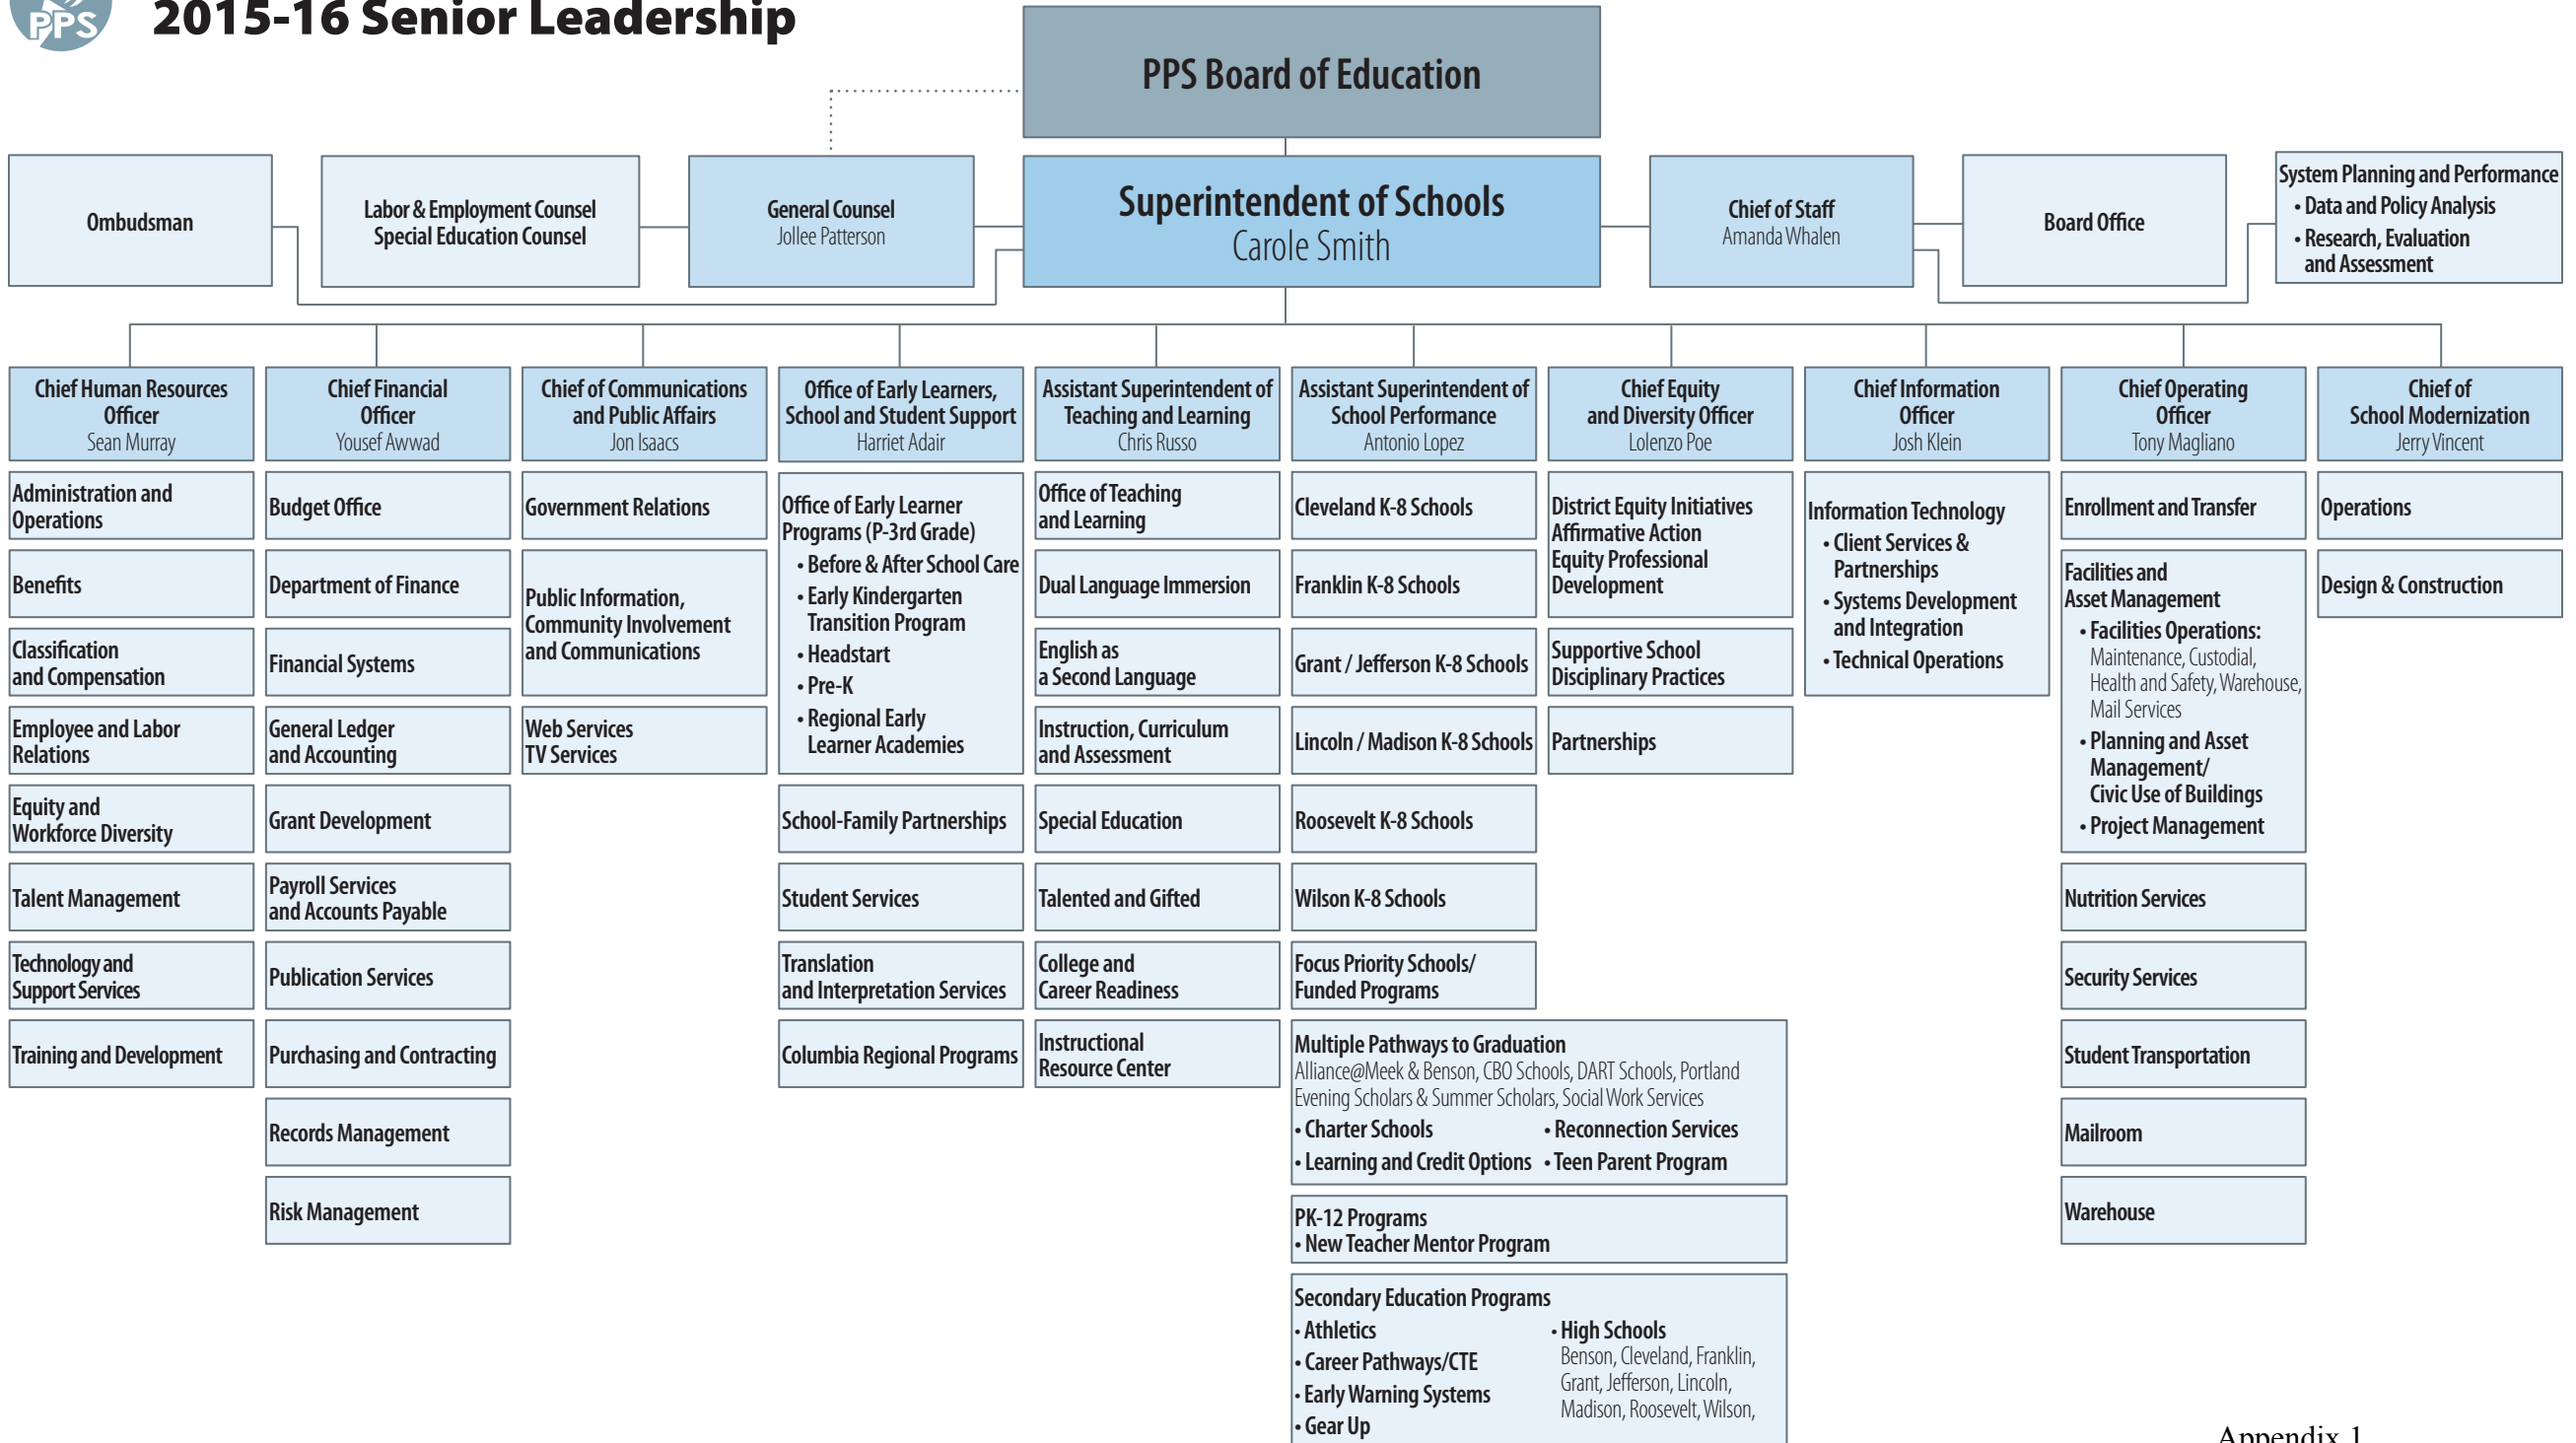 PPS
2015-16 Senior Leadership
PPS Board of Education
Ombudsman
Labor & Employment Counsel
Special Education Counsel
General Counsel
Jollee Patterson
Superintendent of Schools
Carole Smith
Chief of Staff
Amanda Whalen
Board Office
System Planning and Performance
• Data and Policy Analysis
• Research, Evaluation
and Assessment
Chief Human Resources
Officer
Sean Murray
Administration and
Operations
Benefits
Classification
and Compensation
Employee and Labor
Relations
Equity and
Workforce Diversity
Talent Management
Technology and
Support Services
Training and Development
Chief Financial
Officer
Yousef Awwad
Budget Office
Department of Finance
Financial Systems
General Ledger
and Accounting
Grant Development
Payroll Services
and Accounts Payable
Publication Services
Purchasing and Contracting
Records Management
Risk Management
Chief of Communications
and Public Affairs
Jon Isaacs
Government Relations
Public Information,
Community Involvement
and Communications
Web Services
TV Services
Office of Early Learners,
School and Student Support
Harriet Adair
Office of Early Learner
Programs (P-3rd Grade)
• Before & After School Care
• Early Kindergarten
Transition Program
• Headstart
• Pre-K
• Regional Early
Learner Academies
School-Family Partnerships
Student Services
Translation
and Interpretation Services
Columbia Regional Programs
Assistant Superintendent of
Teaching and Learning
Chris Russo
Office of Teaching
and Learning
Dual Language Immersion
English as
a Second Language
Instruction, Curriculum
and Assessment
Special Education
Talented and Gifted
College and
Career Readiness
Instructional
Resource Center
Assistant Superintendent of
School Performance
Antonio Lopez
Cleveland K-8 Schools
Franklin K-8 Schools
Grant / Jefferson K-8 Schools
Lincoln / Madison K-8 Schools
Roosevelt K-8 Schools
Wilson K-8 Schools
Focus Priority Schools/
Funded Programs
Multiple Pathways to Graduation
Alliance@Meek & Benson, CBO Schools, DART Schools, Portland
Evening Scholars & Summer Scholars, Social Work Services
• Charter Schools
• Learning and Credit Options
• Reconnection Services
• Teen Parent Program
PK-12 Programs
• New Teacher Mentor Program
Secondary Education Programs
• Athletics
• Career Pathways/CTE
• Early Warning Systems
• Gear Up
• High Schools
Benson, Cleveland, Franklin,
Grant, Jefferson, Lincoln,
Madison, Roosevelt, Wilson,
Chief Equity
and Diversity Officer
Lolenzo Poe
District Equity Initiatives
Affirmative Action
Equity Professional
Development
Supportive School
Disciplinary Practices
Partnerships
Chief Information
Officer
Josh Klein
Information Technology
• Client Services &
Partnerships
• Systems Development
and Integration
• Technical Operations
Chief Operating
Officer
Tony Magliano
Enrollment and Transfer
Facilities and
Asset Management
• Facilities Operations:
Maintenance, Custodial,
Health and Safety, Warehouse,
Mail Services
• Planning and Asset
Management/
Civic Use of Buildings
• Project Management
Nutrition Services
Security Services
Student Transportation
Mailroom
Warehouse
Chief of
School Modernization
Jerry Vincent
Operations
Design & Construction
Appendix 1